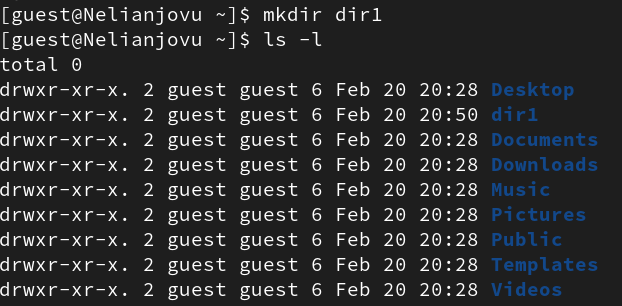 [guest@Nelianjovu ~]$ mkdir dir1
[guest@Nelianjovu ~]$ ls -l
total 0
drwxr-xr-x. 2 guest guest 6 Feb 20 20:28 Desktop
drwxr-xr-x. 2 guest guest 6 Feb 20 20:50 dir1
drwxr-xr-x. 2 guest guest 6 Feb 20 20:28 Documents
drwxr-xr-x. 2 guest guest 6 Feb 20 20:28 Downloads
drwxr-xr-x. 2 guest guest 6 Feb 20 20:28 Music
drwxr-xr-x. 2 guest guest 6 Feb 20 20:28 Pictures
drwxr-xr-x. 2 guest guest 6 Feb 20 20:28 Public
drwxr-xr-x. 2 guest guest 6 Feb 20 20:28 Templates
drwxr-xr-x. 2 guest guest 6 Feb 20 20:28 Videos